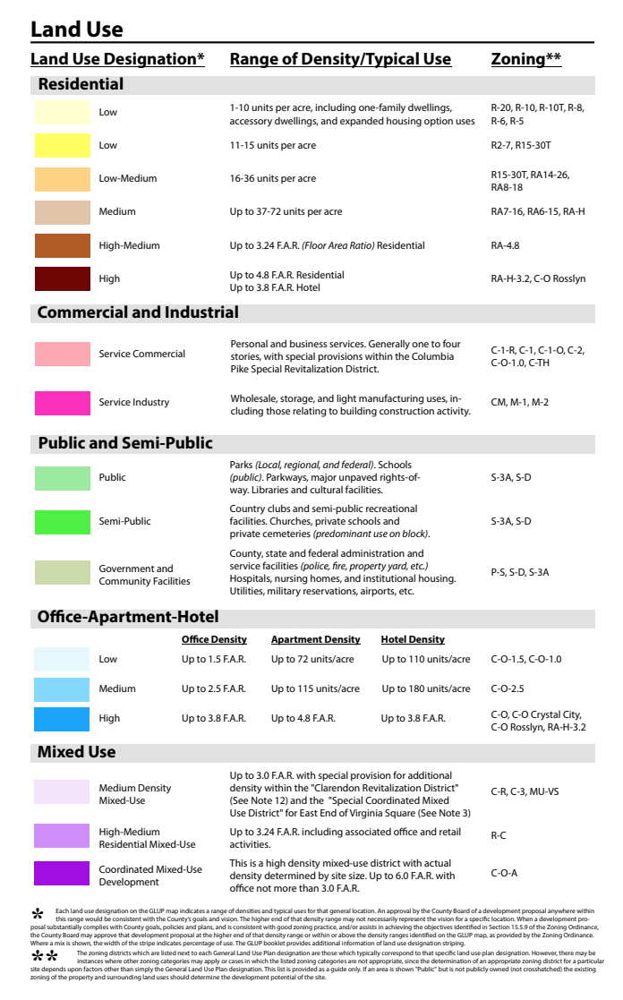 Land Use
Land Use Designation* Range of Density/Typical Use Zoning**
Residential
Low 1-10 units per acre, including one-family dwellings, accessory dwellings, and expanded housing option uses R-20, R-10, R-10T, R-8, R-6, R-5
Low 11-15 units per acre R2-7, R15-30T
Low-Medium 16-36 units per acre R15-30T, RA14-26, RA8-18
Medium Up to 37-72 units per acre RA7-16, RA6-15, RA-H
High-Medium Up to 3.24 F.A.R. (Floor Area Ratio) Residential RA-4.8
High Up to 4.8 F.A.R. Residential
Up to 3.8 F.A.R. Hotel RA-H-3.2, C-O Rosslyn
Commercial and Industrial
Service Commercial
Personal and business services. Generally one to four
stories, with special provisions within the Columbia
Pike Special Revitalization District.
C-1-R, C-1, C-1-O, C-2,
C-O-1.0, C-TH
Service Industry
Wholesale, storage, and light manufacturing uses, in-
cluding those relating to building construction activity.
CM, M-1, M-2
Public and Semi-Public
Public
Parks (Local, regional, and federal). Schools
(public). Parkways, major unpaved rights-of-
way. Libraries and cultural facilities.
S-3A, S-D
Semi-Public
Country clubs and semi-public recreational
facilities. Churches, private schools and
private cemeteries (predominant use on block).
S-3A, S-D
Government and
Community Facilities
County, state and federal administration and
service facilities (police, fire, property yard, etc.)
Hospitals, nursing homes, and institutional housing.
Utilities, military reservations, airports, etc.
P-S, S-D, S-3A
Office-Apartment-Hotel
Office Density Apartment Density Hotel Density
Low Up to 1.5 F.A.R. Up to 72 units/acre Up to 110 units/acre C-O-1.5, C-O-1.0
Medium Up to 2.5 F.A.R. Up to 115 units/acre Up to 180 units/acre C-O-2.5
High Up to 3.8 F.A.R. Up to 4.8 F.A.R. Up to 3.8 F.A.R. C-O, C-O Crystal City,
C-O Rosslyn, RA-H-3.2
Mixed Use
Medium Density
Mixed-Use
Up to 3.0 F.A.R. with special provision for additional
density within the "Clarendon Revitalization District"
(See Note 12) and the "Special Coordinated Mixed
Use District" for East End of Virginia Square (See Note 3)
C-R, C-3, MU-VS
High-Medium
Residential Mixed-Use
Up to 3.24 F.A.R. including associated office and retail
activities.
R-C
Coordinated Mixed-Use
Development
This is a high density mixed-use district with actual
density determined by site size. Up to 6.0 F.A.R. with
office not more than 3.0 F.A.R.
C-O-A
* Each land use designation on the GLUP map indicates a range of densities and typical uses for that general location. An approval by the County Board of a development proposal anywhere within
this range would be consistent with the County's goals and vision. The higher end of that density range may not necessarily represent the vision for a specific location. When a development pro-
posal substantially complies with County goals, policies and plans, and is consistent with good zoning practice, and/or assists in achieving the objectives identified in Section 15.5.9 of the Zoning Ordinance,
the County Board may approve that development proposal at the higher end of that density range or within or above the density ranges identified on the GLUP map, as provided by the Zoning Ordinance.
Where a mix is shown, the width of the stripe indicates percentage of use. The GLUP booklet provides additional information of land use designation striping.
** The zoning districts which are listed next to each General Land Use Plan designation are those which typically correspond to that specific land use plan designation. However, there may be
instances where other zoning categories may apply or cases in which the listed zoning categories are not appropriate, since the determination of an appropriate zoning district for a particular
site depends upon factors other than simply the General Land Use Plan designation. This list is provided as a guide only. If an area is shown "Public" but is not publicly owned (not crosshatched) the existing
zoning of the property and surrounding land uses should determine the development potential of the site.